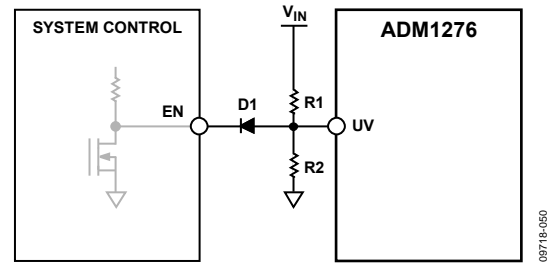 SYSTEM CONTROL
EN
D1
VIN
R1
R2
ADM1276
UV
09718-050